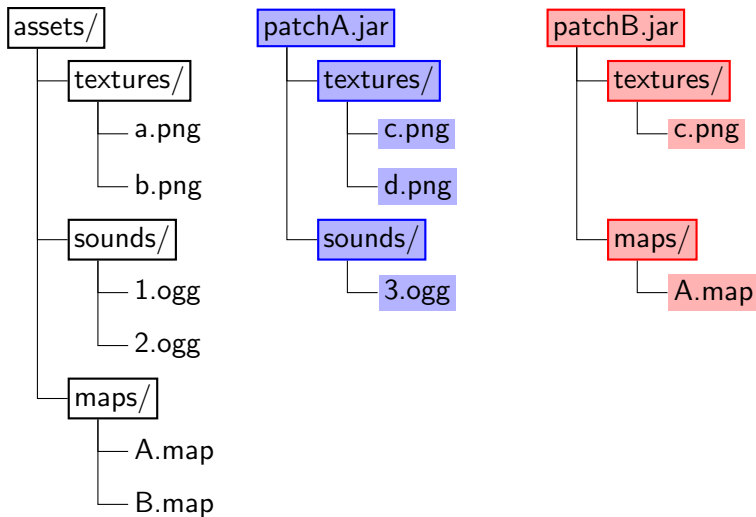 assets/
textures/
a.png
b.png
sounds/
1.ogg
2.ogg
maps/
A.map
B.map
patchA.jar
textures/
c.png
d.png
sounds/
3.ogg
patchB.jar
textures/
c.png
maps/
A.map